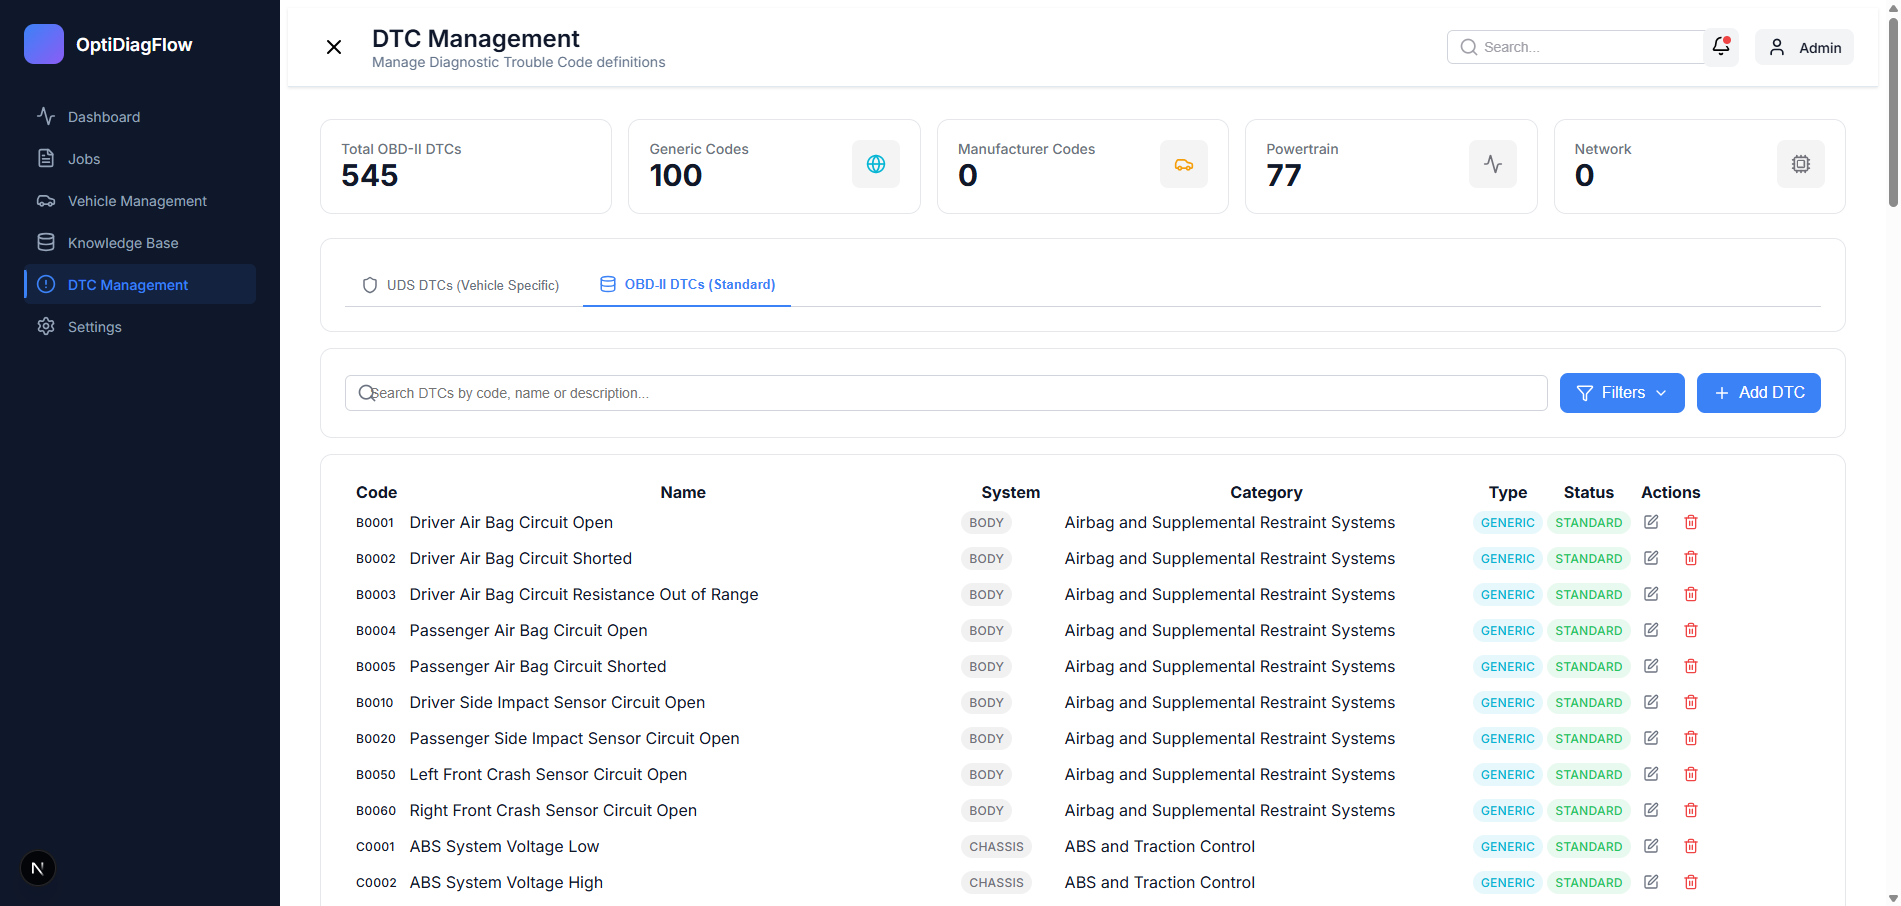 OptiDiagFlow
Dashboard
Jobs
Vehicle Management
Knowledge Base
DTC Management
Settings
N
DTC Management
Manage Diagnostic Trouble Code definitions
Search...
Admin
Total OBD-II DTCs
545
Generic Codes
100
Manufacturer Codes
0
Powertrain
77
Network
0
UDS DTCs (Vehicle Specific)
OBD-II DTCs (Standard)
Search DTCs by code, name or description...
Filters
Add DTC
Code Name System Category Type Status Actions
B0001 Driver Air Bag Circuit Open BODY Airbag and Supplemental Restraint Systems GENERIC STANDARD
B0002 Driver Air Bag Circuit Shorted BODY Airbag and Supplemental Restraint Systems GENERIC STANDARD
B0003 Driver Air Bag Circuit Resistance Out of Range BODY Airbag and Supplemental Restraint Systems GENERIC STANDARD
B0004 Passenger Air Bag Circuit Open BODY Airbag and Supplemental Restraint Systems GENERIC STANDARD
B0005 Passenger Air Bag Circuit Shorted BODY Airbag and Supplemental Restraint Systems GENERIC STANDARD
B0010 Driver Side Impact Sensor Circuit Open BODY Airbag and Supplemental Restraint Systems GENERIC STANDARD
B0020 Passenger Side Impact Sensor Circuit Open BODY Airbag and Supplemental Restraint Systems GENERIC STANDARD
B0050 Left Front Crash Sensor Circuit Open BODY Airbag and Supplemental Restraint Systems GENERIC STANDARD
B0060 Right Front Crash Sensor Circuit Open BODY Airbag and Supplemental Restraint Systems GENERIC STANDARD
C0001 ABS System Voltage Low CHASSIS ABS and Traction Control GENERIC STANDARD
C0002 ABS System Voltage High CHASSIS ABS and Traction Control GENERIC STANDARD